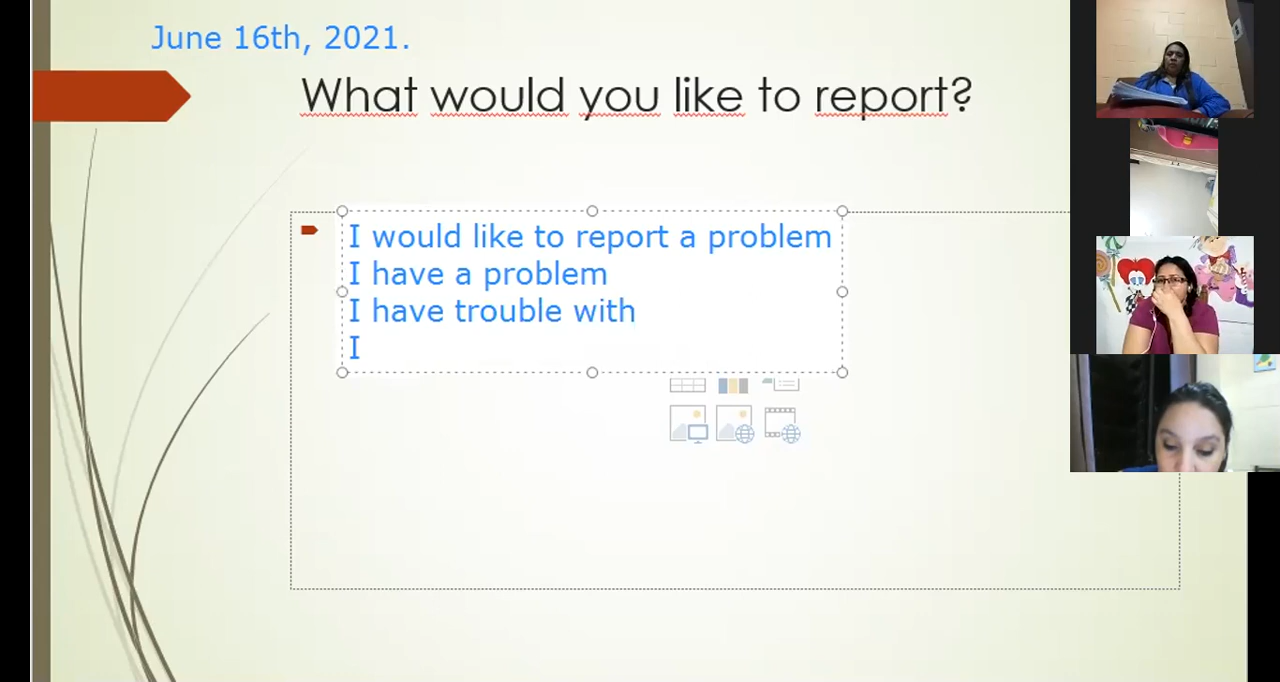 June 16th, 2021.
What would you like to report?
I would like to report a problem
I have a problem
I have trouble with
I